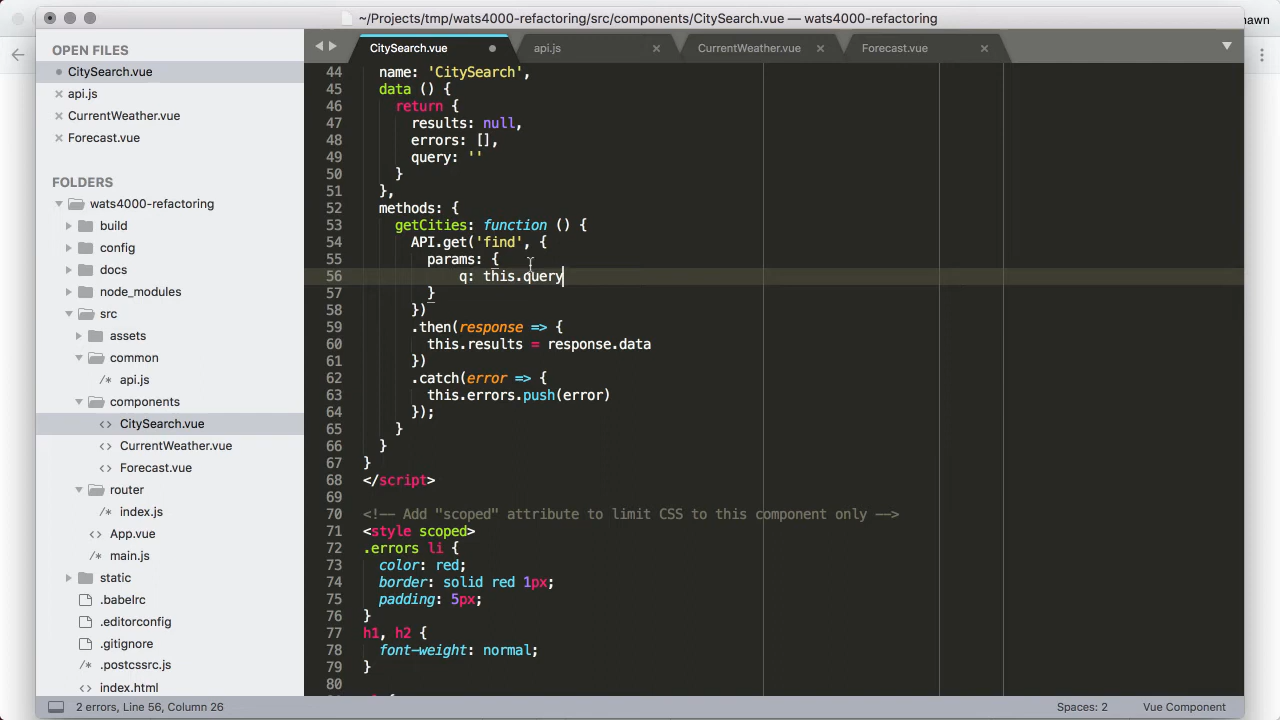 ~/Projects/tmp/wats4000-refactoring/src/components/CitySearch.vue — wats4000-refactoring
awn
OPEN FILES
CitySearch.vue
api.js
CurrentWeather.vue
Forecast.vue
FOLDERS
wats4000-refactoring
build
config
docs
node_modules
src
assets
common
/* api.js
components
<> CitySearch.vue
<> CurrentWeather.vue
<> Forecast.vue
router
/* index.js
<> App.vue
/* main.js
static
.babelrc
.editorconfig
.gitignore
/* .postcssrc.js
<> index.html
CitySearch.vue
api.js
CurrentWeather.vue
Forecast.vue
44 name: 'CitySearch',
45 data () {
46 return {
47 results: null,
48 errors: [],
49 query: ''
50 }
51 },
52 methods: {
53 getCities: function () {
54 API.get('find', {
55 params: {
56 q: this.query
57 }
58 })
59 .then(response => {
60 this.results = response.data
61 })
62 .catch(error => {
63 this.errors.push(error)
64 });
65 }
66 }
67 }
68 </script>
69
70 <!-- Add "scoped" attribute to limit CSS to this component only -->
71 <style scoped>
72 .errors li {
73 color: red;
74 border: solid red 1px;
75 padding: 5px;
76 }
77 h1, h2 {
78 font-weight: normal;
79 }
80
2 errors, Line 56, Column 26
Spaces: 2
Vue Component